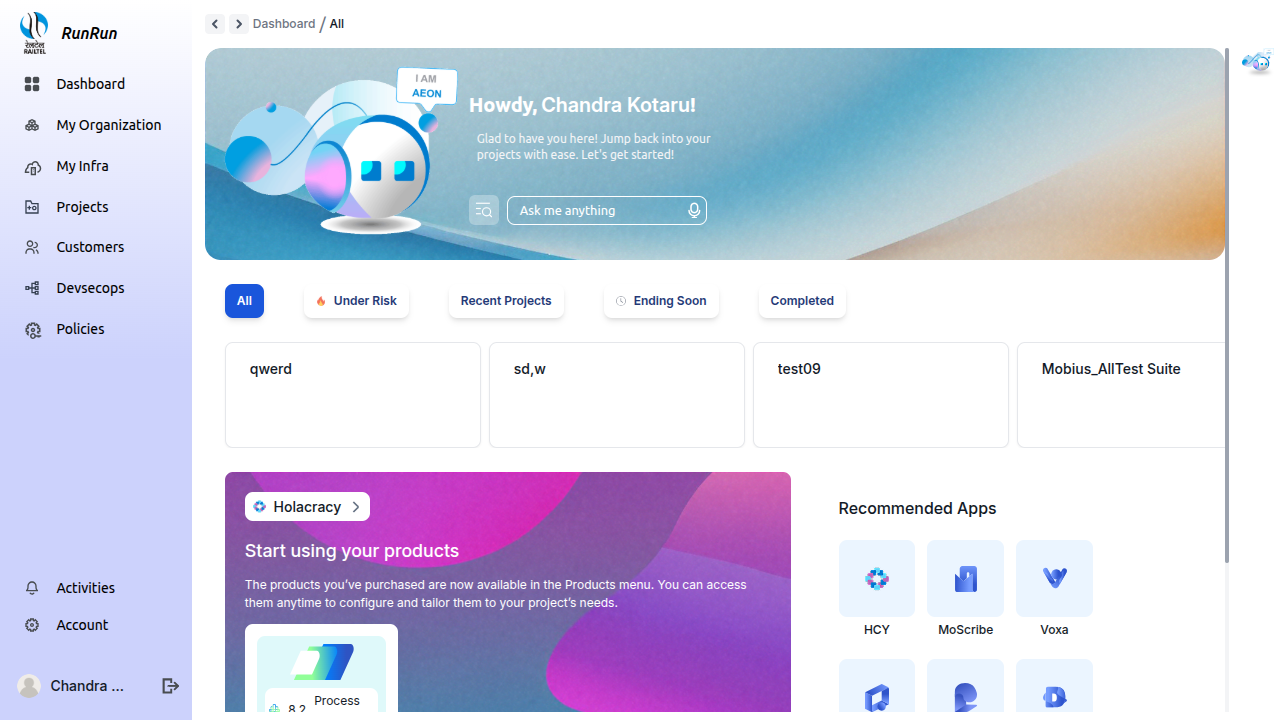 रेलटेल
RAILTEL
RunRun
Dashboard
My Organization
My Infra
Projects
Customers
Devsecops
Policies
Activities
Account
Chandra ...
Dashboard / All
I AM
AEON
Howdy, Chandra Kotaru!
Glad to have you here! Jump back into your
projects with ease. Let's get started!
Ask me anything
All
Under Risk
Recent Projects
Ending Soon
Completed
qwerd
sd,w
test09
Mobius_AllTest Suite
Holacracy
Start using your products
The products you've purchased are now available in the Products menu. You can access
them anytime to configure and tailor them to your project's needs.
Process
8.2
Recommended Apps
HCY
MoScribe
Voxa